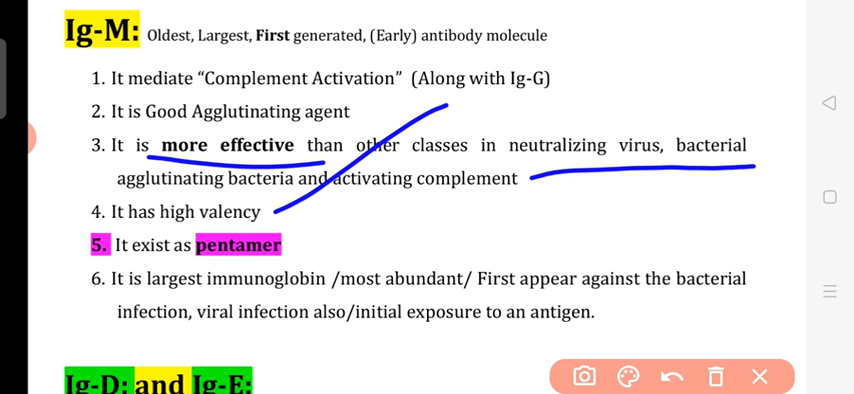 Ig-M: Oldest, Largest, First generated, (Early) antibody molecule
1. It mediate “Complement Activation” (Along with Ig-G)
2. It is Good Agglutinating agent
3. It is more effective than other classes in neutralizing virus, bacterial
agglutinating bacteria and activating complement
4. It has high valency
5. It exist as pentamer
6. It is largest immunoglobin /most abundant/ First appear against the bacterial
infection, viral infection also/initial exposure to an antigen.
Ig-D: and Ig-E: